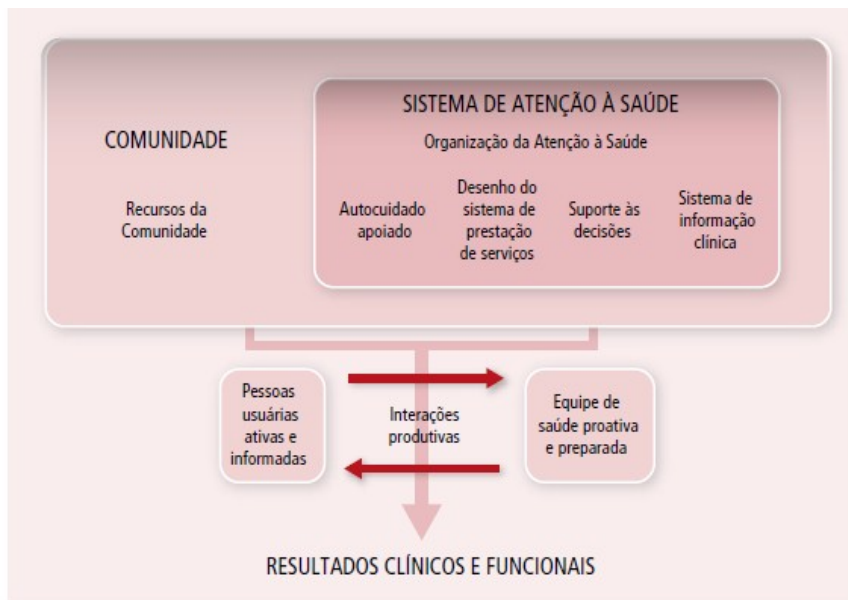 SISTEMA DE ATENÇÃO À SAÚDE
Organização da Atenção à Saúde
COMUNIDADE
Recursos da
Comunidade
Autocuidado
apoiado
Desenho do
sistema de
prestação
de serviços
Suporte às
decisões
Sistema de
informação
clínica
Pessoas
usuárias
ativas e
informadas
Interações
produtivas
Equipe de
saúde proativa
e preparada
RESULTADOS CLÍNICOS E FUNCIONAIS